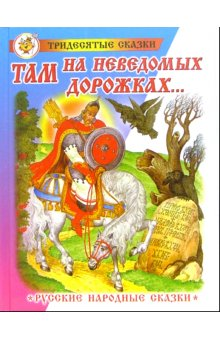 ТРИДЕСЯТЫЕ СКАЗКИ
ТАМ НА НЕВЕДОМЫХ
ДОРОЖКАХ...
*РУССКИЕ НАРОДНЫЕ СКАЗКИ*